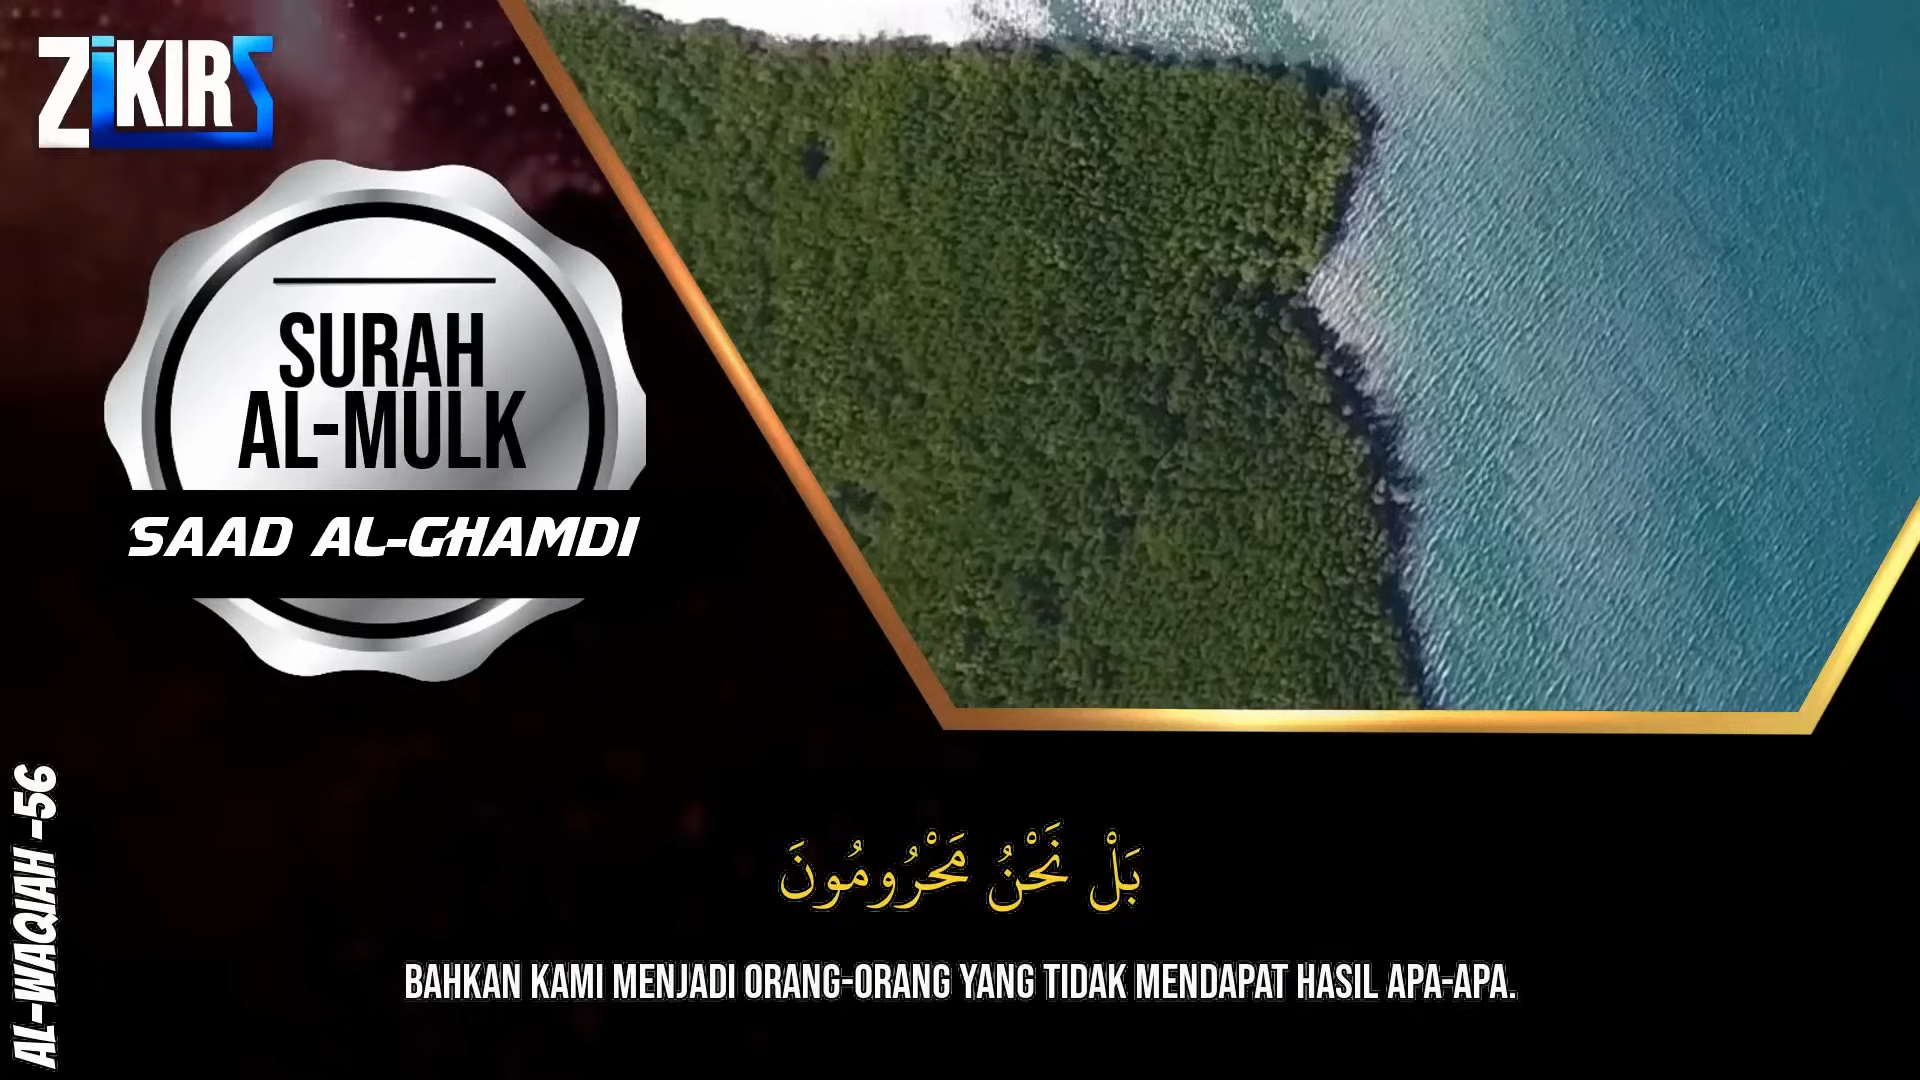 ZiKIRS
SURAH
AL-MULK
SAAD AL-GHAMDI
AL-WAQIAH -56
بَلْ نَحْنُ مَحْرُومُونَ
BAHKAN KAMI MENJADI ORANG-ORANG YANG TIDAK MENDAPAT HASIL APA-APA.